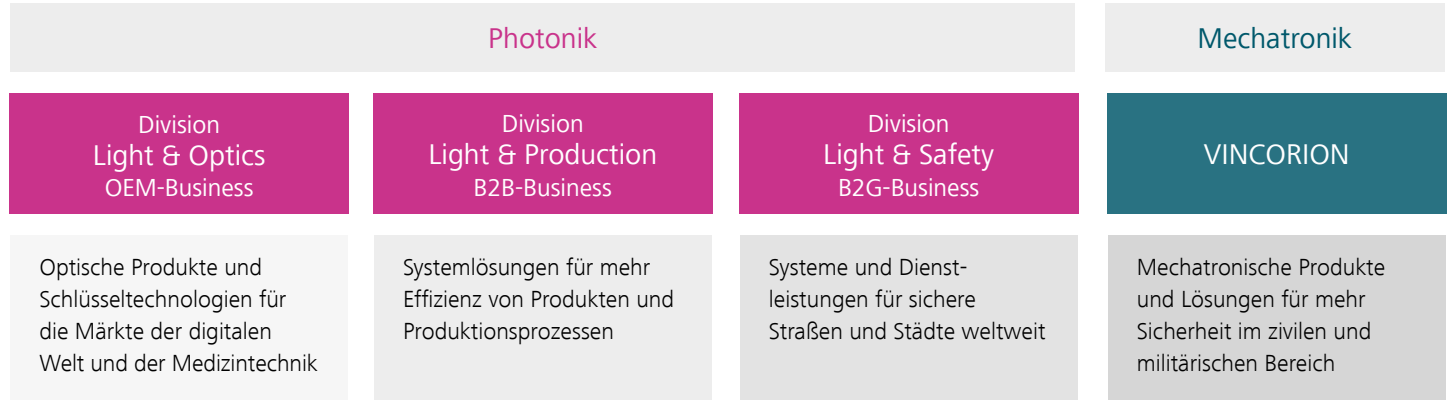 Photonik
Mechatronik
Division
Light & Optics
OEM-Business
Division
Light & Production
B2B-Business
Division
Light & Safety
B2G-Business
VINCORION
Optische Produkte und
Schlüsseltechnologien für
die Märkte der digitalen
Welt und der Medizintechnik
Systemlösungen für mehr
Effizienz von Produkten und
Produktionsprozessen
Systeme und Dienst-
leistungen für sichere
Straßen und Städte weltweit
Mechatronische Produkte
und Lösungen für mehr
Sicherheit im zivilen und
militärischen Bereich